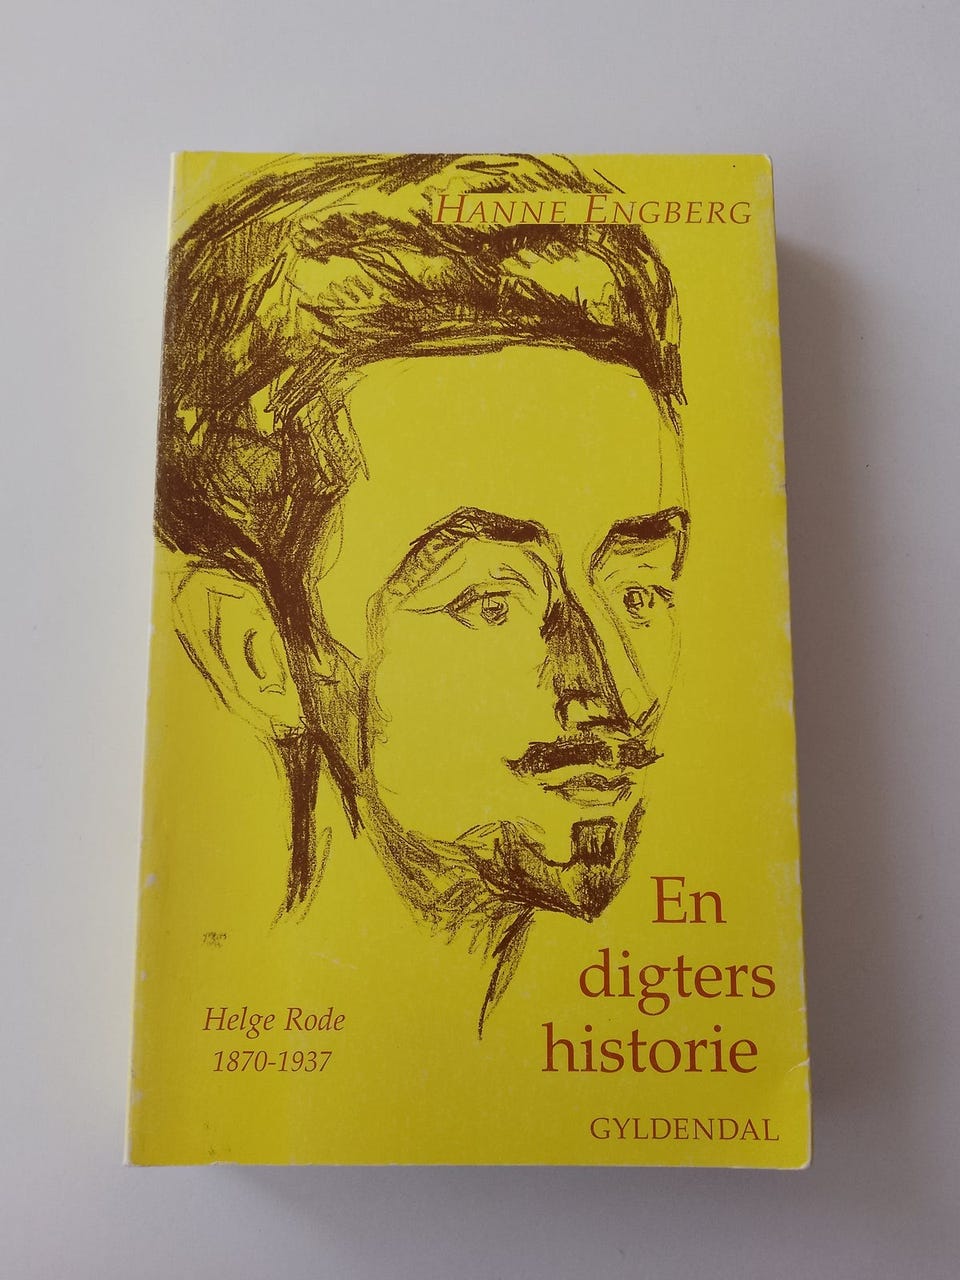 HANNE ENGBERG
En
digters
historie
Helge Rode
1870-1937
GYLDENDAL